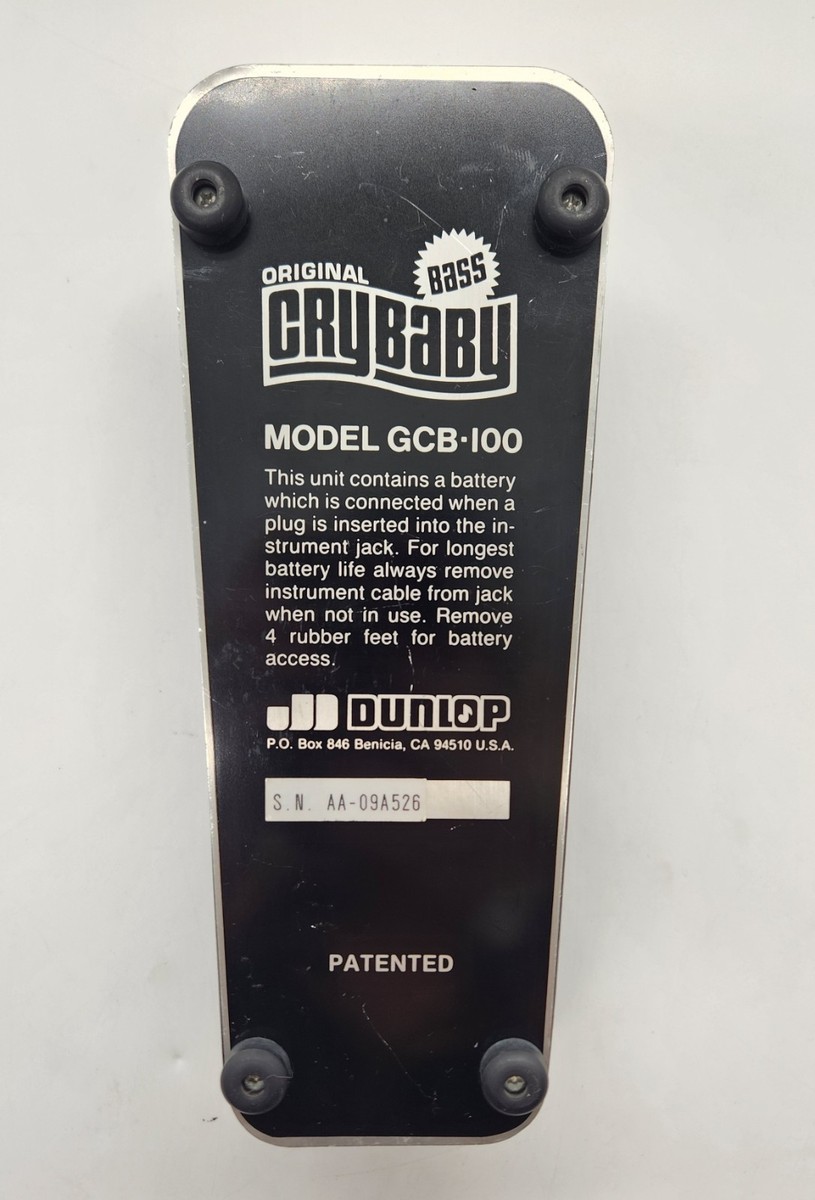 ORIGINAL
BASS
CRYBABY
MODEL GCB·100
This unit contains a battery
which is connected when a
plug is inserted into the in-
strument jack. For longest
battery life always remove
instrument cable from jack
when not in use. Remove
4 rubber feet for battery
access.
DUNLOP
P.O. Box 846 Benicia, CA 94510 U.S.A.
S.N. AA-09A526
PATENTED